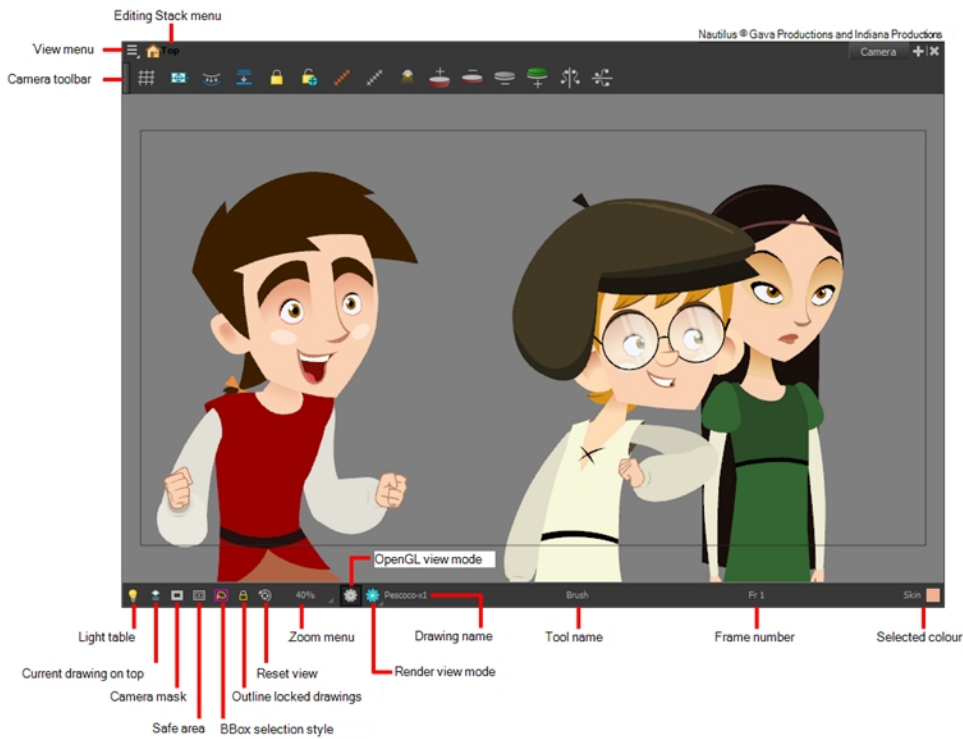 Editing Stack menu
Nautilus ® Gava Productions and Indiana Productions
View menu
Top
Camera
Camera toolbar
OpenGL view mode
40%
Pescoco-x1
Brush
Fr 1
Skin
Light table
Zoom menu
Drawing name
Tool name
Frame number
Selected colour
Current drawing on top
Reset view
Render view mode
Camera mask
Outline locked drawings
Safe area
BBox selection style